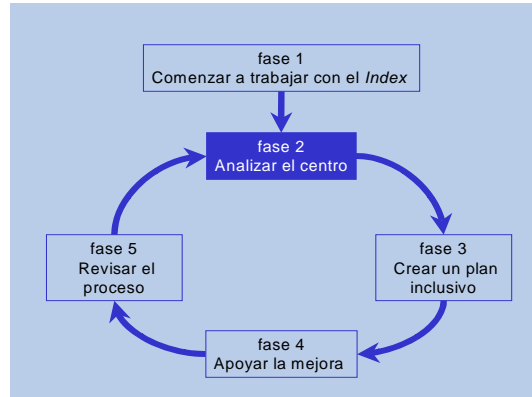 fase 1
Comenzar a trabajar con el Index
fase 2
Analizar el centro
fase 3
Crear un plan
inclusivo
fase 4
Apoyar la mejora
fase 5
Revisar el
proceso